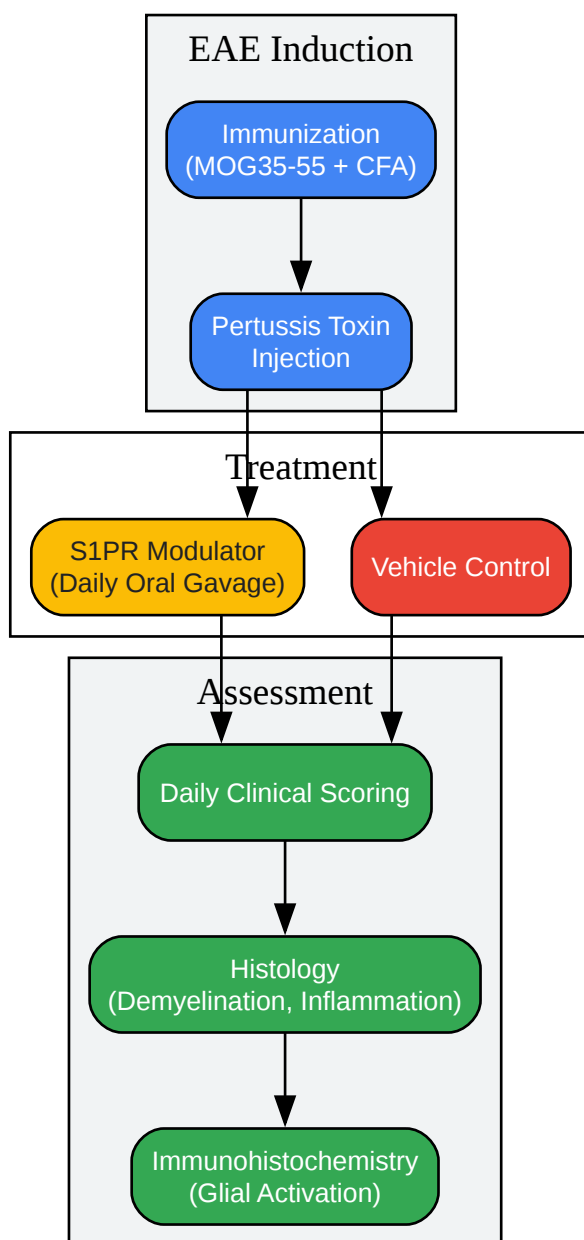 EAE Induction
Immunization
(MOG35-55 + CFA)
Pertussis Toxin
Injection
Treatment
S1PR Modulator
(Daily Oral Gavage)
Vehicle Control
Assessment
Daily Clinical Scoring
Histology
(Demyelination, Inflammation)
Immunohistochemistry
(Glial Activation)